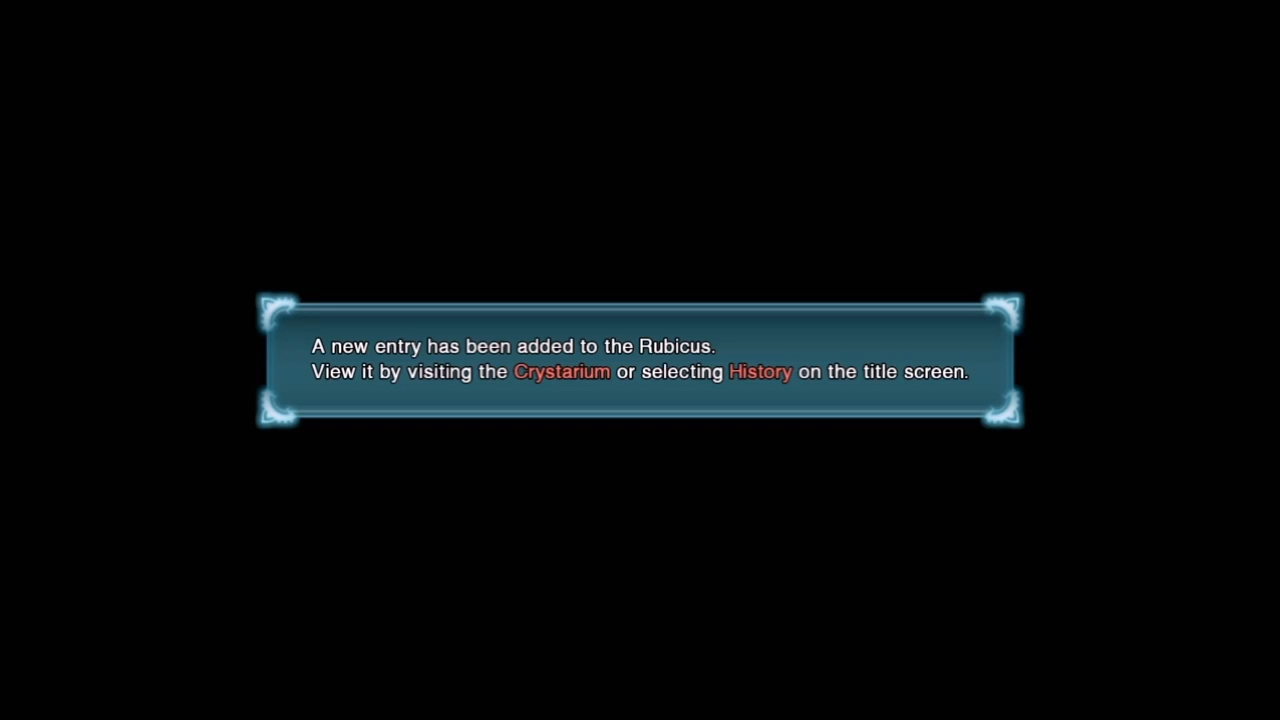 A new entry has been added to the Rubicus.
View it by visiting the Crystarium or selecting History on the title screen.